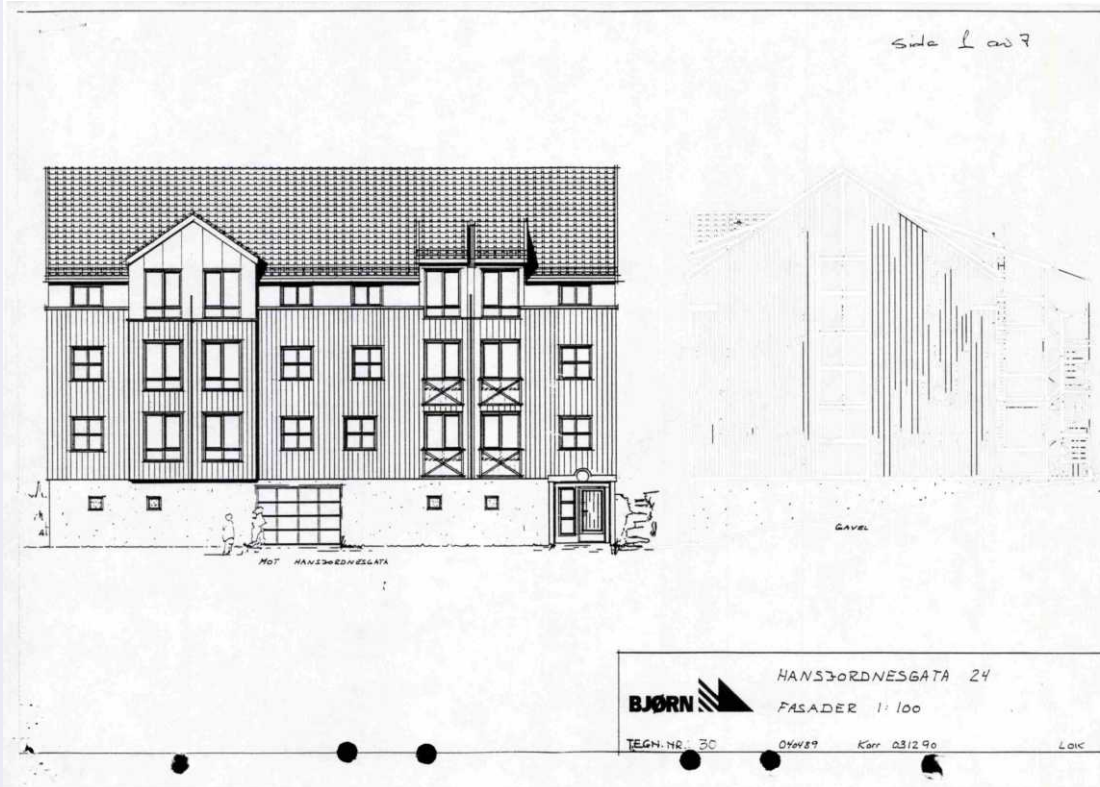 side 1 av 7
GAVEL
MOT HANSJORDNESGATA
BJØRN
HANSJORDNESGATA 24
FASADER 1:100
TEGN. NR. 30 040489 Korr 031290